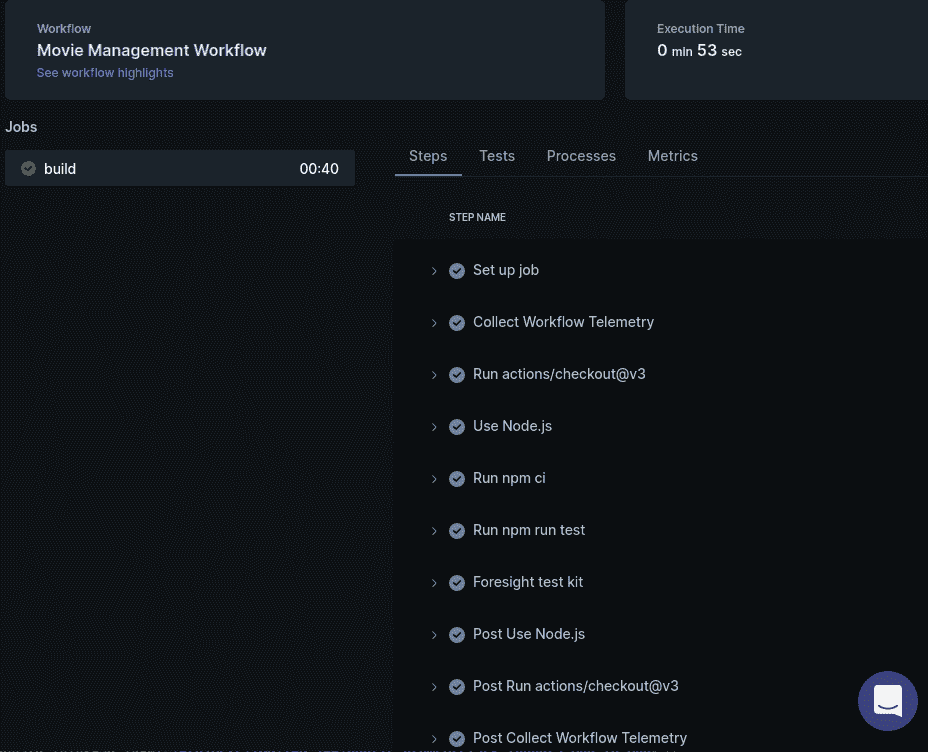 Workflow
Movie Management Workflow
See workflow highlights
Execution Time
0 min 53 sec
Jobs
build 00:40
Steps Tests Processes Metrics
STEP NAME
Set up job
Collect Workflow Telemetry
Run actions/checkout@v3
Use Node.js
Run npm ci
Run npm run test
Foresight test kit
Post Use Node.js
Post Run actions/checkout@v3
Post Collect Workflow Telemetry